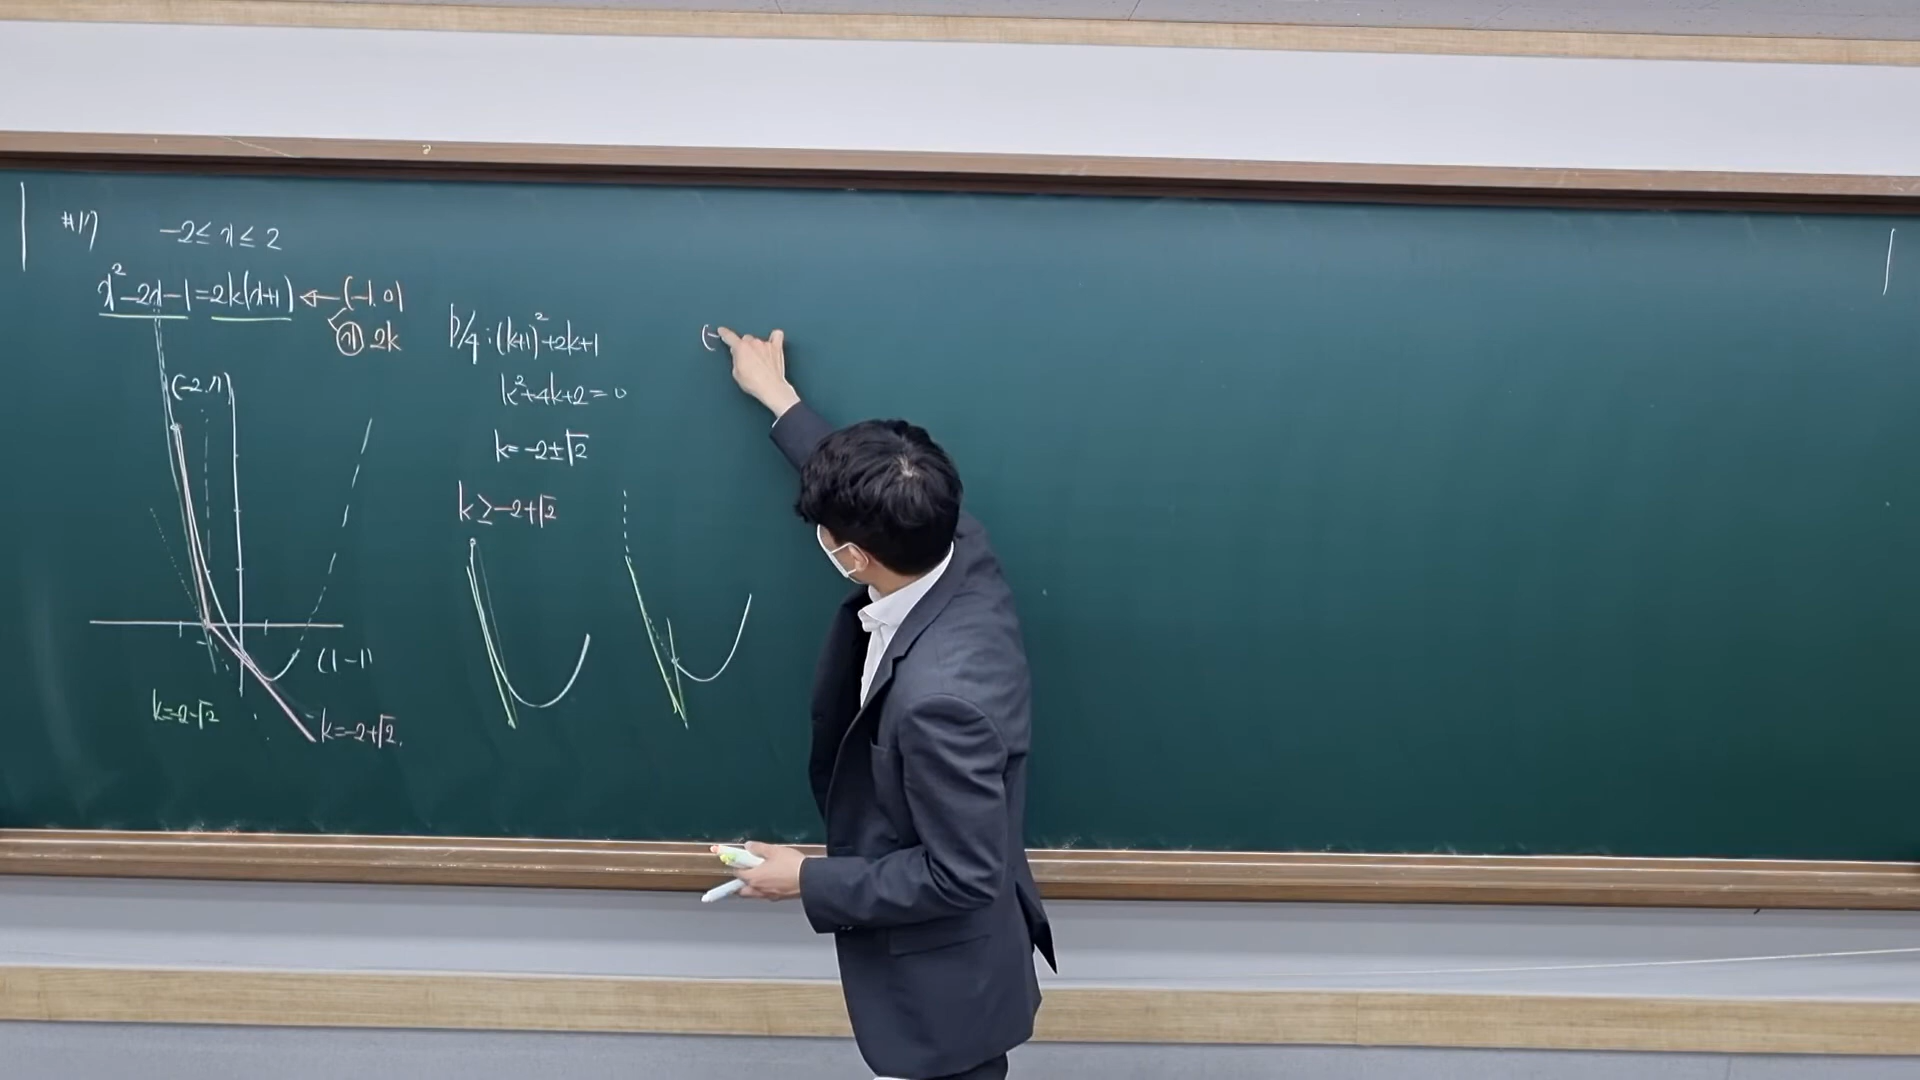 #17
-2≤x≤2
x²-2x-1=2k(x+1) ← (-1,0)
㉠ 2k
(-2,7)
(1-1)
k=-2-√2
k=-2+√2.
D/4:(k+1)²+2k+1
k²+4k+2=0
k=-2±√2
k≥-2+√2
(-